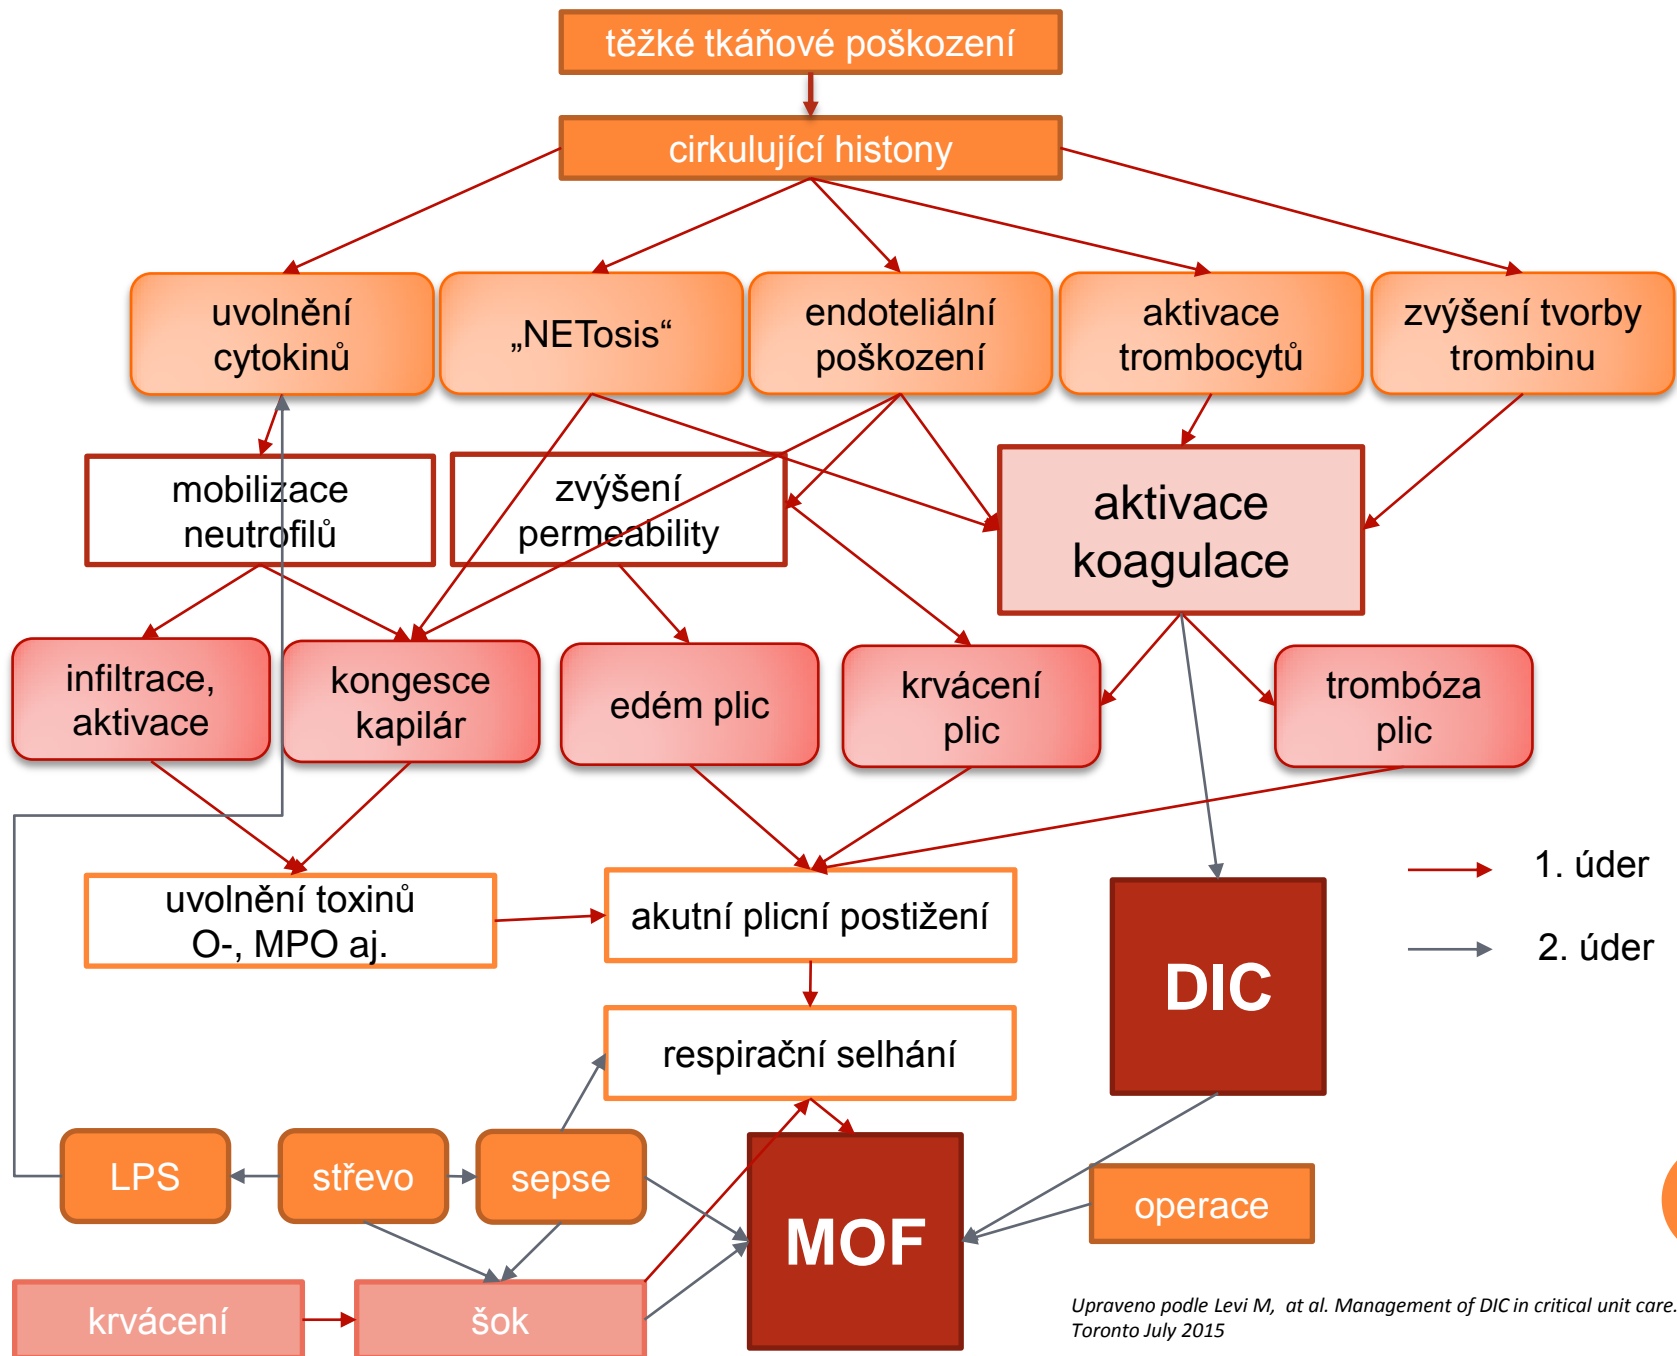 těžké tkáňové poškození
cirkulující histony
uvolnění
cytokinů
„NETosis“
endoteliální
poškození
aktivace
trombocytů
zvýšení tvorby
trombinu
mobilizace
neutrofilů
zvýšení
permeability
aktivace
koagulace
infiltrace,
aktivace
kongesce
kapilár
edém plic
krvácení
plic
trombóza
plic
uvolnění toxinů
O-, MPO aj.
akutní plicní postižení
DIC
1. úder
2. úder
respirační selhání
LPS
střevo
sepse
MOF
operace
krvácení
šok
Upraveno podle Levi M, at al. Management of DIC in critical unit care.
Toronto July 2015